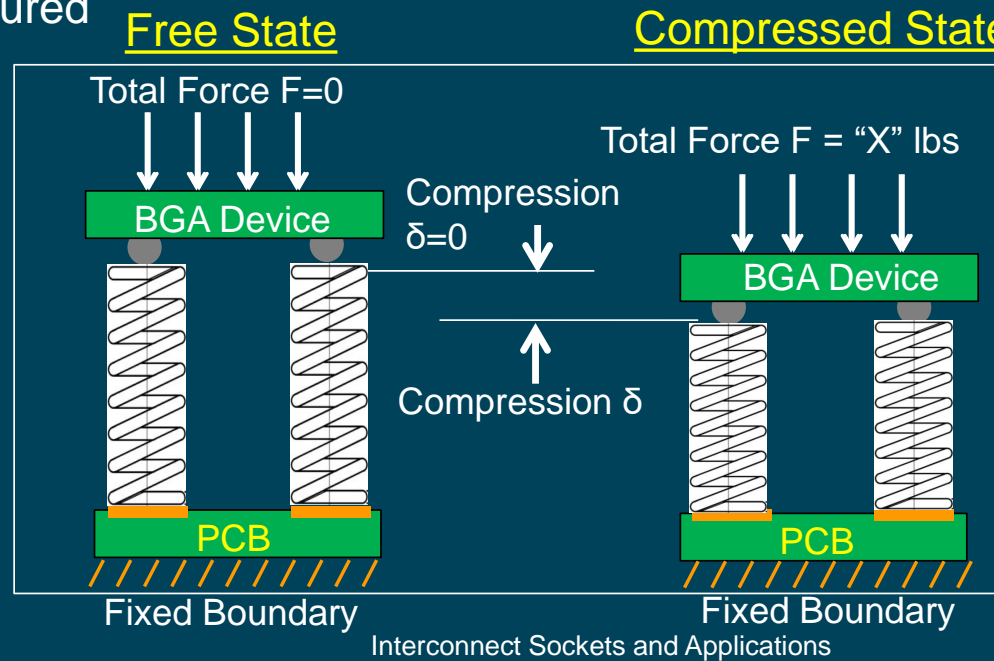 ured
Free State
Compressed State
Total Force F=0
Total Force F = “X” lbs
Compression
δ=0
BGA Device
BGA Device
Compression δ
PCB
PCB
Fixed Boundary
Fixed Boundary
Interconnect Sockets and Applications